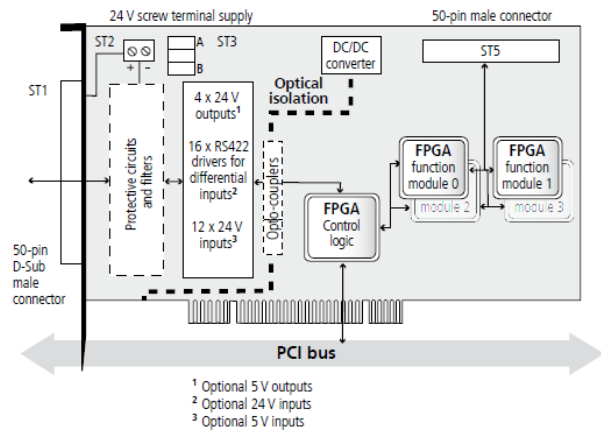 24 V screw terminal supply
50-pin male connector
ST2
A
ST3
B
+ –
DC/DC
converter
ST5
ST1
Optical
isolation
Protective circuits
and filters
4 x 24 V
outputs1
16 x RS422
drivers for
differential
inputs2
12 x 24 V
inputs3
Opto-couplers
FPGA
Control
logic
FPGA
function
module 0
module 2
FPGA
function
module 1
module 3
50-pin
D-Sub
male
connector
PCI bus
1 Optional 5 V outputs
2 Optional 24 V inputs
3 Optional 5 V inputs